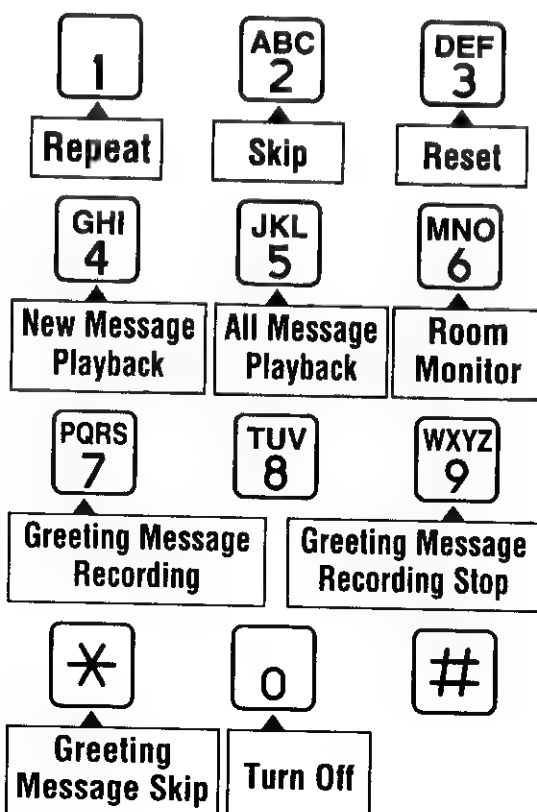 1
ABC
2
DEF
3
Repeat
Skip
Reset
GHI
4
JKL
5
MNO
6
New Message
Playback
All Message
Playback
Room
Monitor
PQRS
7
TUV
8
WXYZ
9
Greeting Message
Recording
Greeting Message
Recording Stop
*
0
#
Greeting
Message Skip
Turn Off